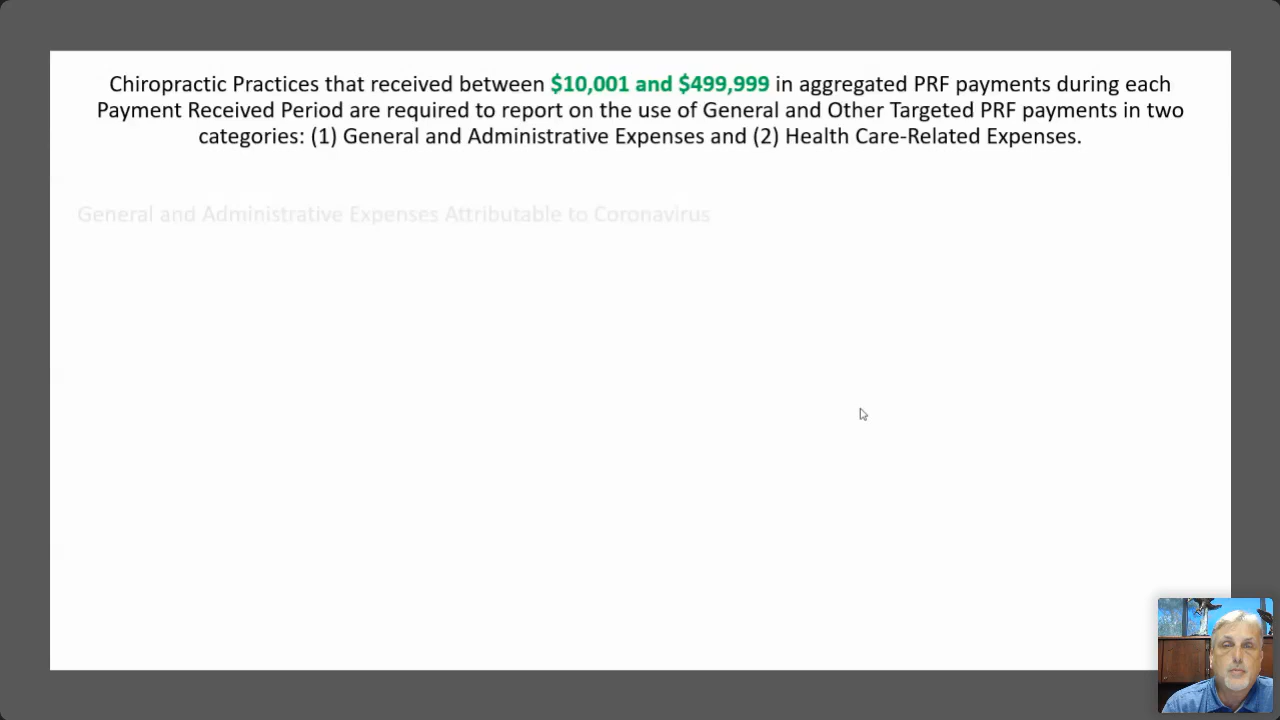 Chiropractic Practices that received between $10,001 and $499,999 in aggregated PRF payments during each
Payment Received Period are required to report on the use of General and Other Targeted PRF payments in two
categories: (1) General and Administrative Expenses and (2) Health Care-Related Expenses.
General and Administrative Expenses Attributable to Coronavirus